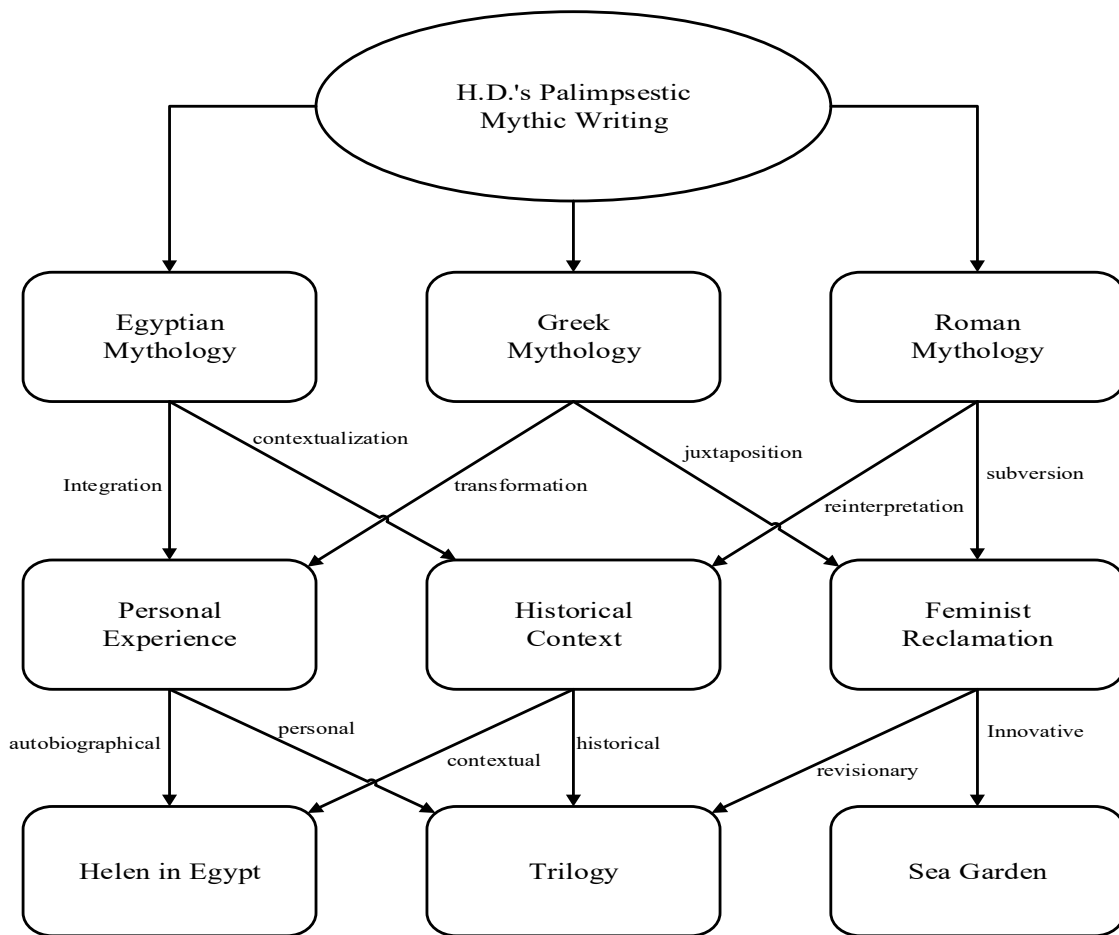 H.D.'s Palimpsestic
Mythic Writing
Egyptian
Mythology
Greek
Mythology
Roman
Mythology
contextualization
juxtaposition
subversion
Integration
transformation
reinterpretation
Personal
Experience
Historical
Context
Feminist
Reclamation
autobiographical
personal
contextual
historical
revisionary
Innovative
Helen in Egypt
Trilogy
Sea Garden